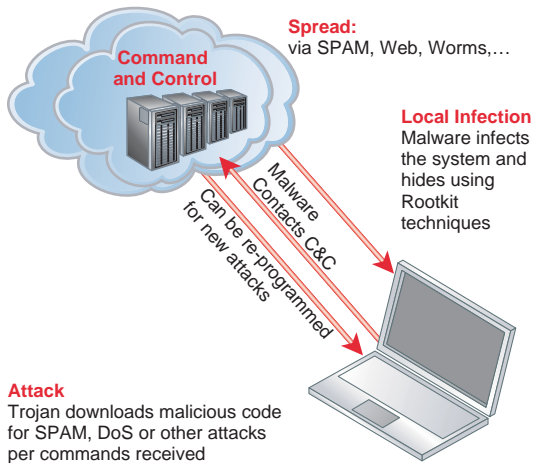 Spread:
via SPAM, Web, Worms,…
Command
and Control
Local Infection
Malware infects
the system and
hides using
Rootkit
techniques
Malware
Contacts C&C
Can be re-programmed
for new attacks
Attack
Trojan downloads malicious code
for SPAM, DoS or other attacks
per commands received